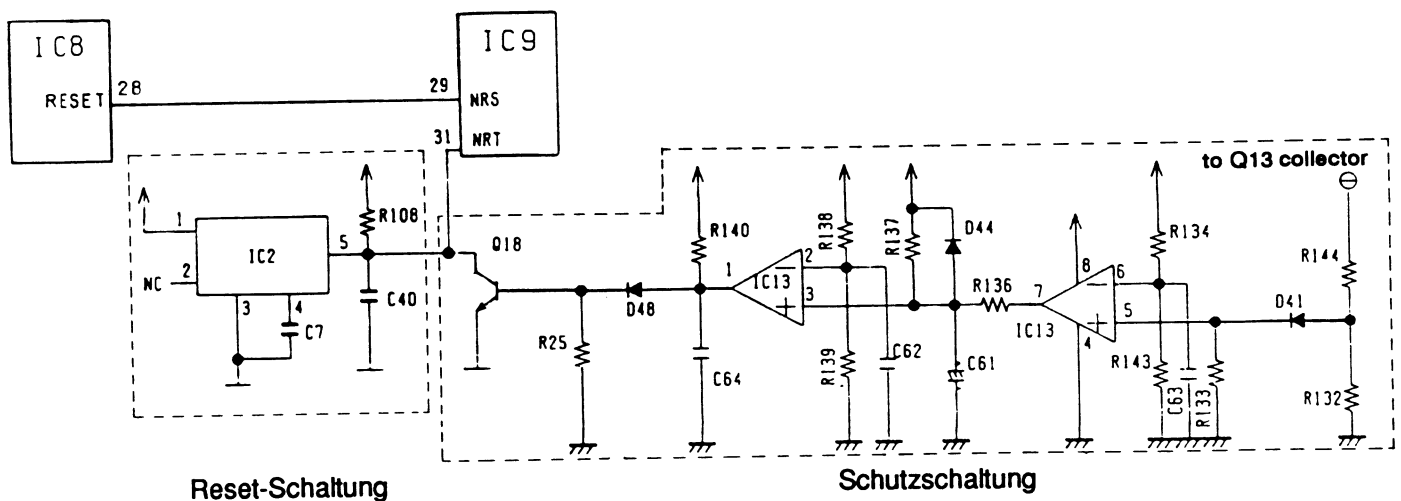 IC8
RESET
28
29
IC9
NRS
NRT
31
to Q13 collector
1
2
NC
IC2
3
4
C7
5
R108
C40
Q18
R25
D48
R140
C64
1
IC13
2
3
R138
R139
C62
R137
D44
C61
R136
7
IC13
8
4
6
5
R134
R143
C63
R133
D41
R144
R132
Reset-Schaltung
Schutzschaltung